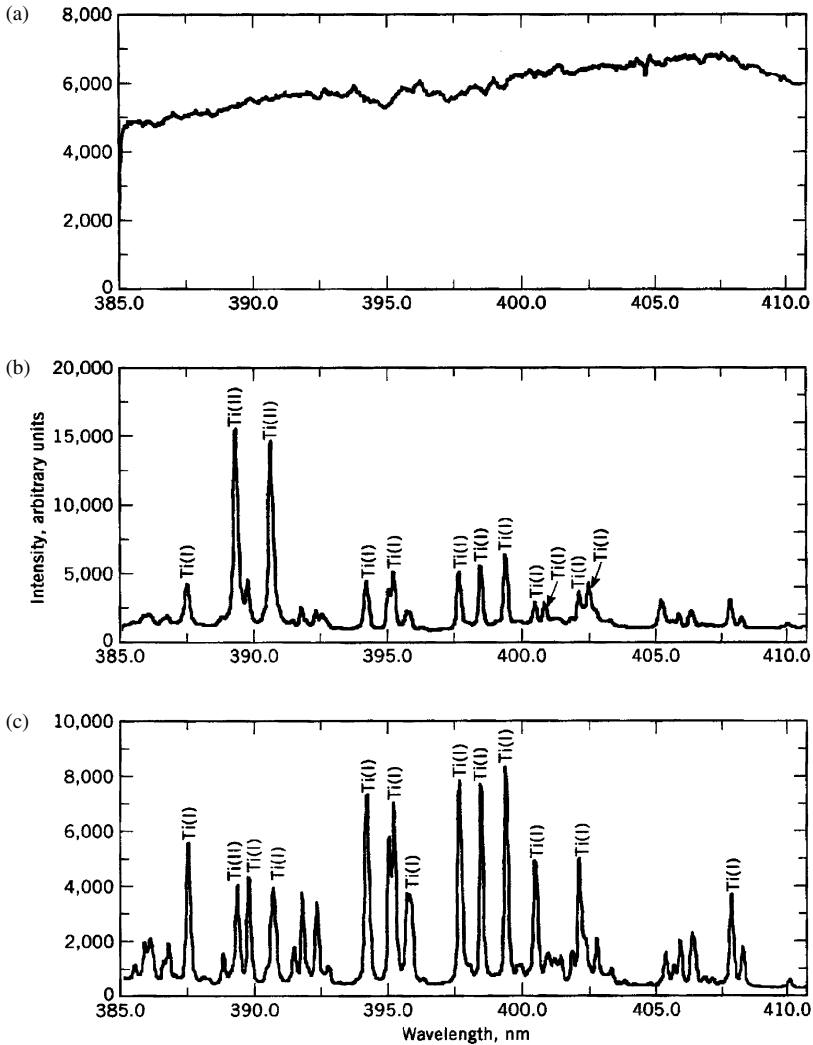 (a)
8,000
6,000
4,000
2,000
0
385.0 390.0 395.0 400.0 405.0 410.0
(b)
20,000
15,000
10,000
5,000
0
Intensity, arbitrary units
Ti(I)
Ti(II)
Ti(II)
Ti(I)
Ti(I)
Ti(I)
Ti(I)
Ti(I)
Ti(I)
Ti(I)
Ti(I)
Ti(I)
385.0 390.0 395.0 400.0 405.0 410.0
(c)
10,000
8,000
6,000
4,000
2,000
0
Ti(I)
Ti(II)
Ti(I)
Ti(I)
Ti(I)
Ti(I)
Ti(I)
Ti(I)
Ti(I)
Ti(I)
Ti(I)
Ti(I)
Ti(I)
385.0 390.0 395.0 400.0 405.0 410.0
Wavelength, nm